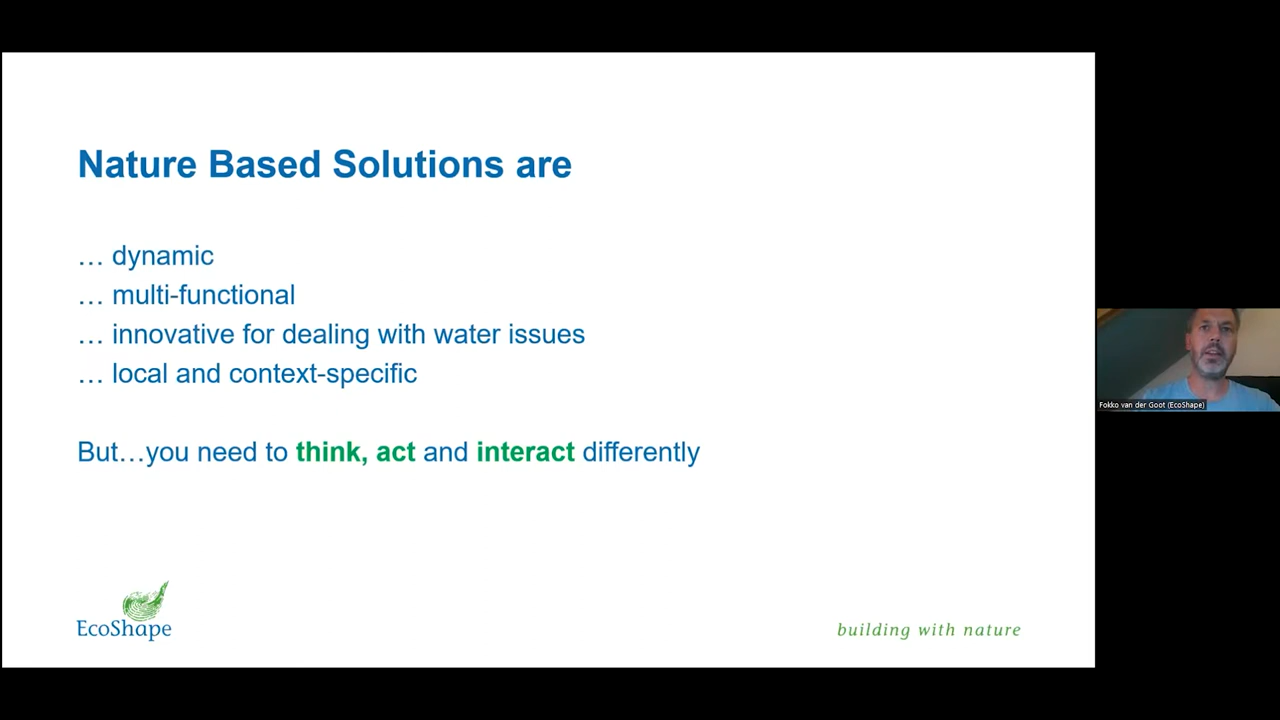 Nature Based Solutions are
… dynamic
… multi-functional
… innovative for dealing with water issues
… local and context-specific
But…you need to think, act and interact differently
EcoShape
building with nature
Fokko van der Goot (EcoShape)